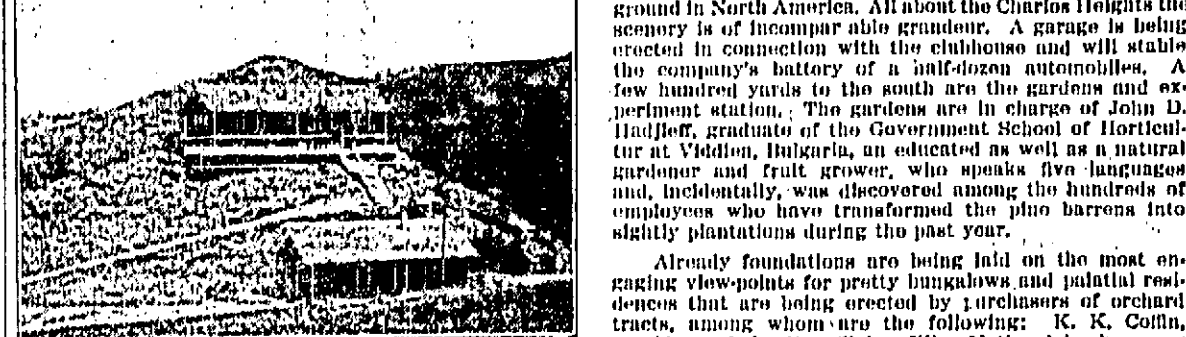 ground in North America. All about the Charlos Heights the
scenery is of incompar able grandeur. A garage is being
erected in connection with the clubhouse and will stable
the company's battery of a half-dozen automobiles. A
few hundred yards to the south are the gardens and ex-
periment station. The gardens are in charge of John D.
Hadjieff, graduate of the Government School of Horticul-
tur at Viddien, Bulgaria, an educated as well as a natural
gardener and fruit grower, who speaks five languages
and, incidentally, was discovered among the hundreds of
employees who have transformed the pine barrens into
sightly plantations during the past year.
Already foundations are being laid on the most en-
gaging view-points for pretty bungalows and palatial resi-
dences that are being erected by purchasers of orchard
tracts, among whom are the following: K. K. Coffin,